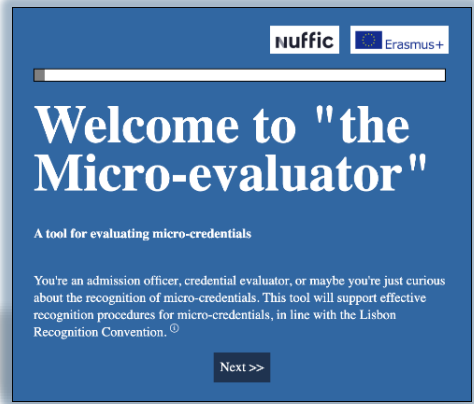 nuffic
Erasmus+
Welcome to "the
Micro-evaluator"
A tool for evaluating micro-credentials
You're an admission officer, credential evaluator, or maybe you're just curious
about the recognition of micro-credentials. This tool will support effective
recognition procedures for micro-credentials, in line with the Lisbon
Recognition Convention. ⓘ
Next >>